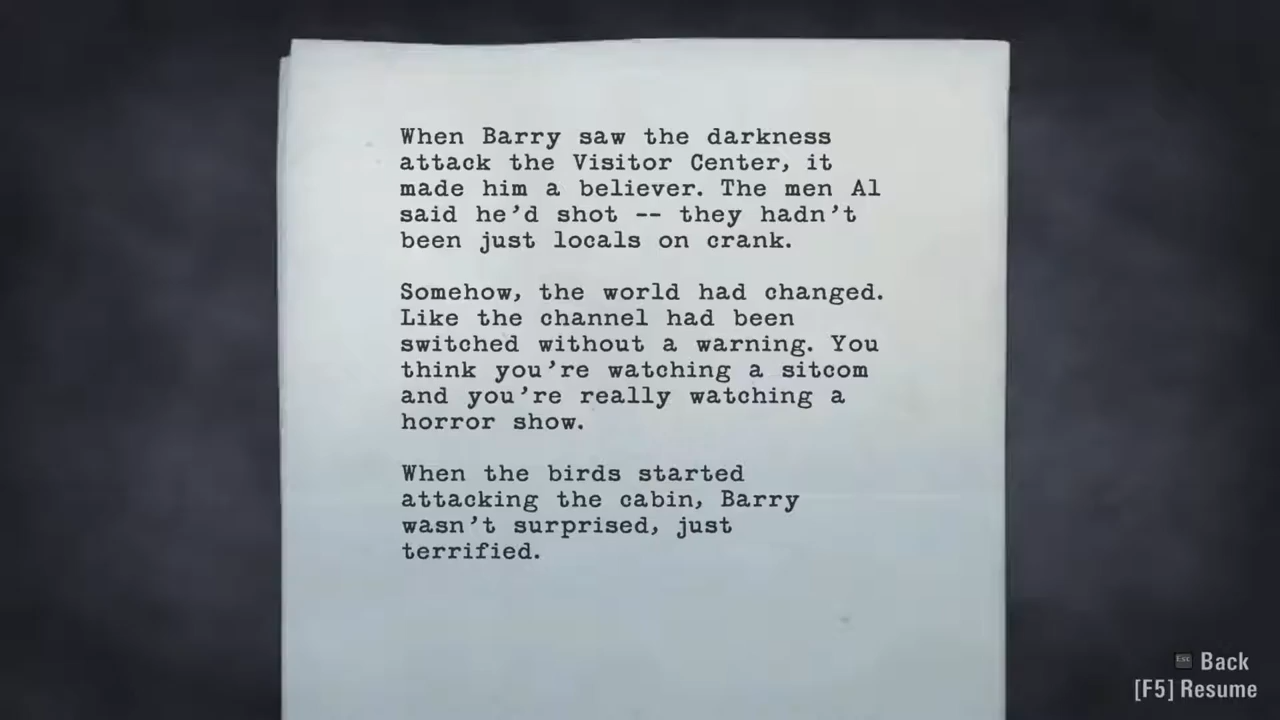 When Barry saw the darkness
attack the Visitor Center, it
made him a believer. The men Al
said he'd shot -- they hadn't
been just locals on crank.
Somehow, the world had changed.
Like the channel had been
switched without a warning. You
think you're watching a sitcom
and you're really watching a
horror show.
When the birds started
attacking the cabin, Barry
wasn't surprised, just
terrified.
Esc Back
[F5] Resume